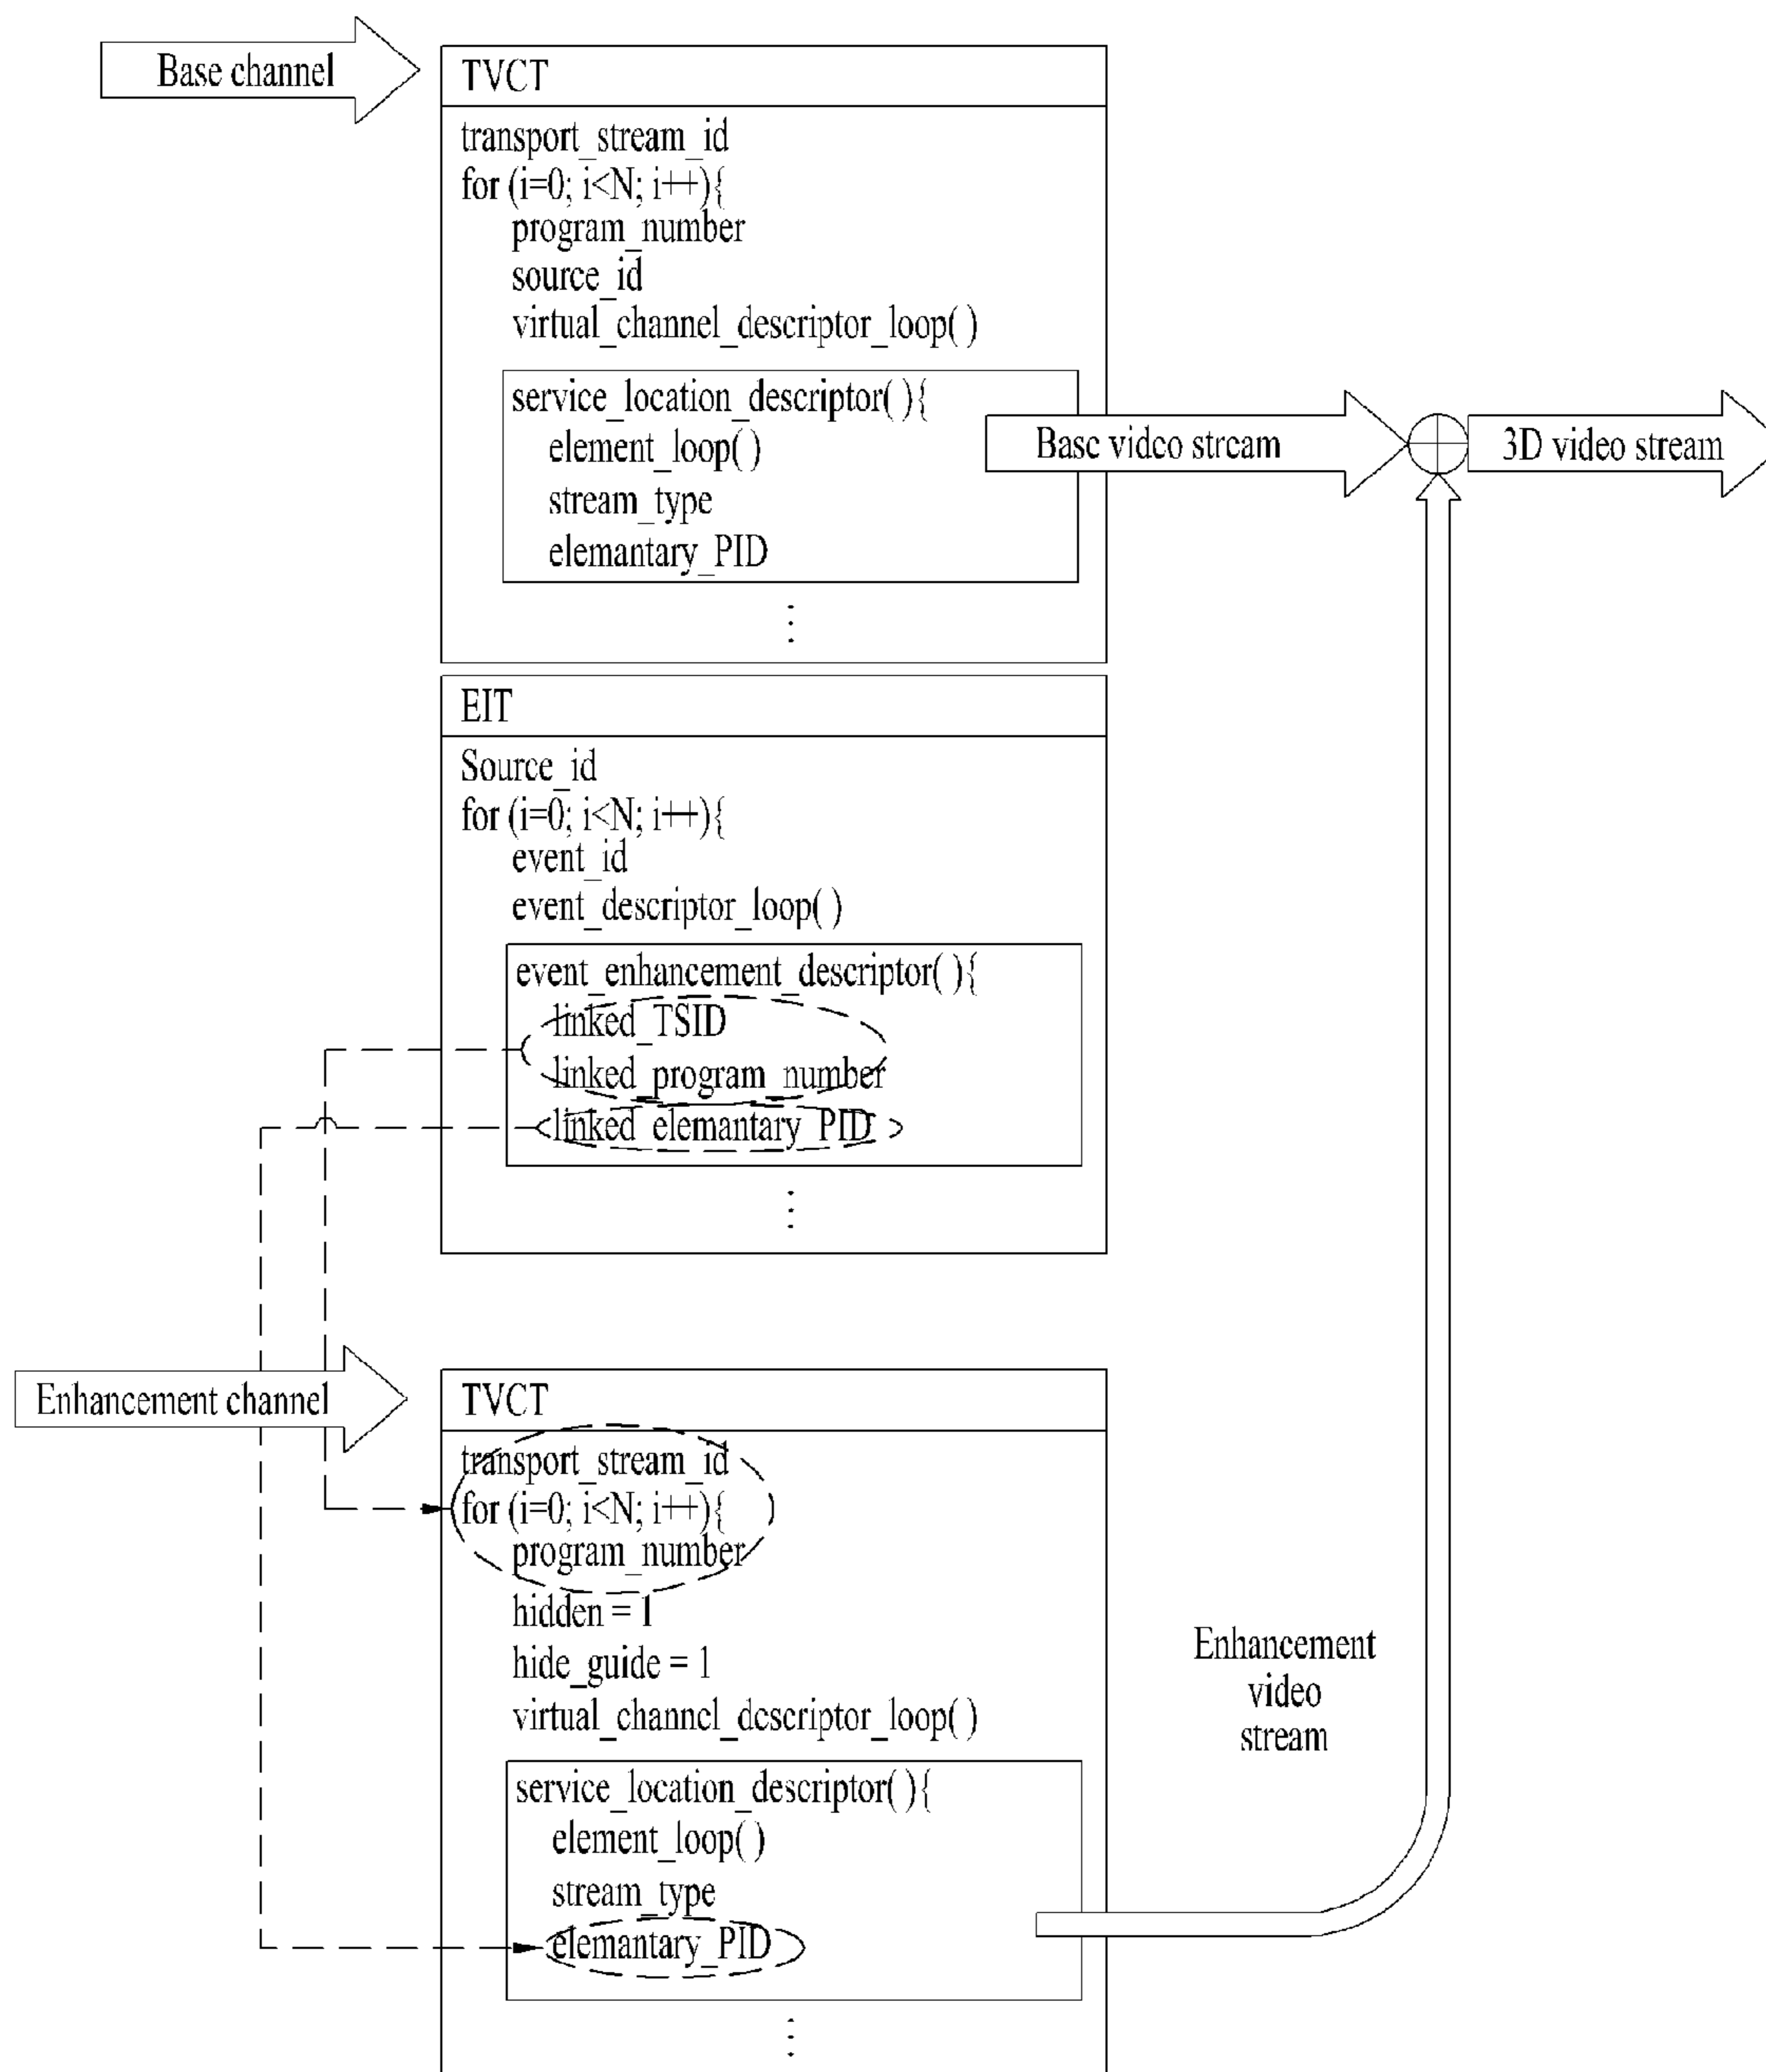 Base channel
TVCT
transport_stream_id
for (i=0; i<N; i++){
program_number
source_id
virtual_channel_descriptor_loop( )
service_location_descriptor( ){
element_loop( )
stream_type
elemantary_PID
Base video stream
3D video stream
EIT
Source_id
for (i=0; i<N; i++){
event_id
event_descriptor_loop( )
event_enhancement_descriptor( ){
linked_TSID
linked_program_number
linked_elemantary_PID
Enhancement channel
TVCT
transport_stream_id
for (i=0; i<N; i++){
program_number
hidden = 1
hide_guide = 1
virtual_channel_descriptor_loop( )
service_location_descriptor( ){
element_loop( )
stream_type
elemantary_PID
Enhancement
video
stream